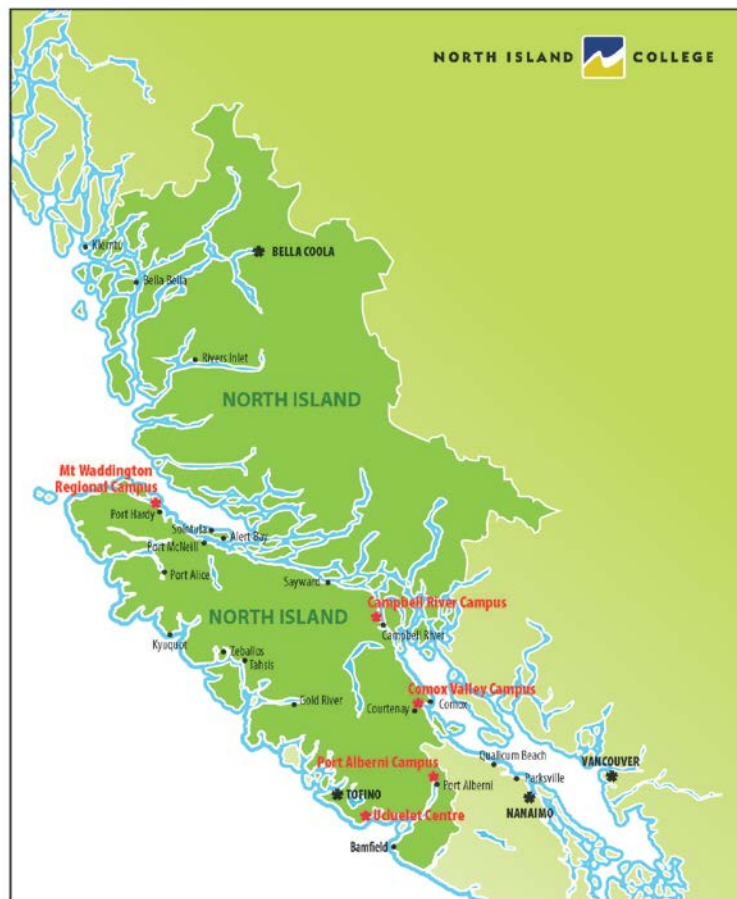 NORTH ISLAND COLLEGE
Klemtu
BELLA COOLA
Bella Bella
Rivers Inlet
NORTH ISLAND
Mt Waddington
Regional Campus
Port Hardy
Sointula
Alert Bay
Port McNeill
Port Alice
Sayward
Campbell River Campus
NORTH ISLAND
Campbell River
Kyuquot
Zeballos
Tahsis
Comox Valley Campus
Gold River
Comox
Courtenay
Port Alberni Campus
Qualicum Beach
VANCOUVER
Parksville
Port Alberni
TOFINO
NANAIMO
Ucluelet Centre
Bamfield